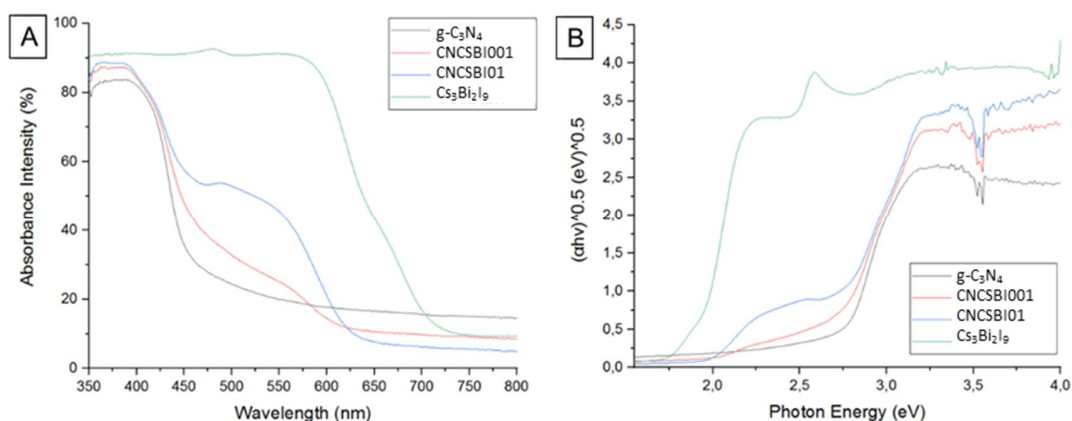 A
100
80
60
40
20
0
Absorbance Intensity (%)
350 400 450 500 550 600 650 700 750 800
Wavelength (nm)
g-C₃N₄
CNCSBI001
CNCSBI01
Cs₃Bi₂I₉
B
4,5
4,0
3,5
3,0
2,5
2,0
1,5
1,0
0,5
0,0
(αhv)^0.5 (eV)^0.5
2,0 2,5 3,0 3,5 4,0
Photon Energy (eV)
g-C₃N₄
CNCSBI001
CNCSBI01
Cs₃Bi₂I₉